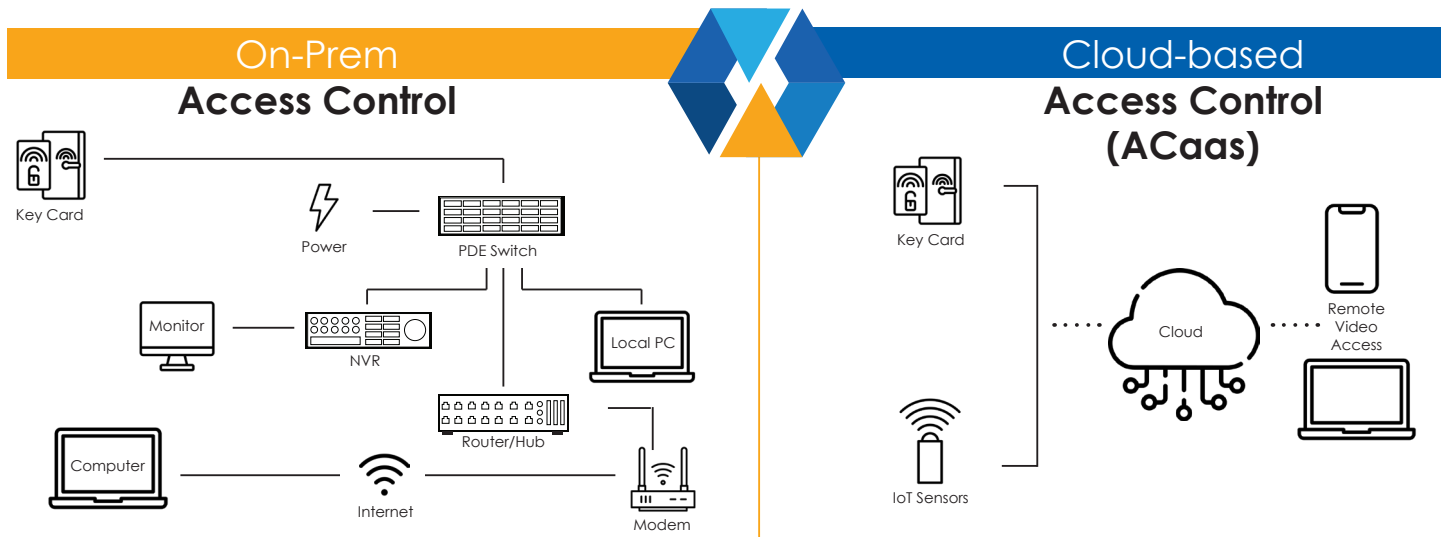 On-Prem
Access Control
Key Card
Power
PDE Switch
Monitor
NVR
Local PC
Router/Hub
Computer
Internet
Modem
Cloud-based
Access Control
(ACaas)
Key Card
Cloud
Remote
Video
Access
IoT Sensors